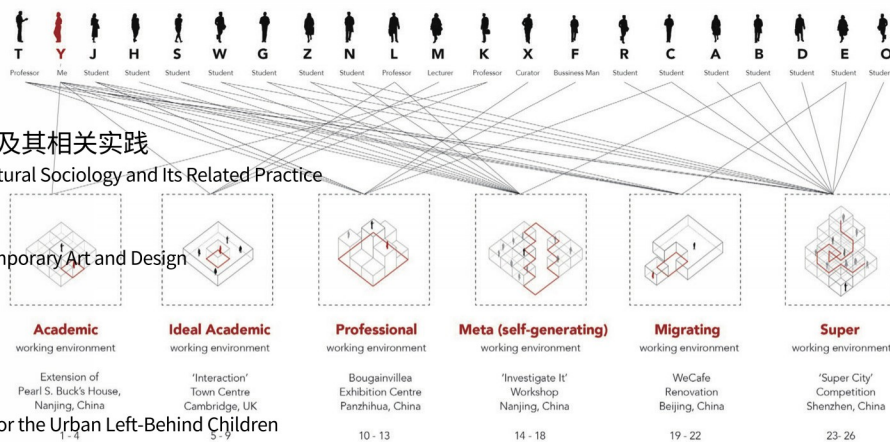 T Y J H S W G Z N L M K X F R C A B D E O
Professor Me Student Student Student Student Student Student Student Professor Lecturer Professor Curator Bussiness Man Student Student Student Student Student Student Stude
及其相关实践
tural Sociology and Its Related Practice
mporary Art and Design
Academic
working environment
Extension of
Pearl S. Buck's House,
Nanjing, China
1 - 4
Ideal Academic
working environment
'Interaction'
Town Centre
Cambridge, UK
5 - 9
Professional
working environment
Bougainvillea
Exhibition Centre
Panzhihua, China
10 - 13
Meta (self-generating)
working environment
'Investigate It'
Workshop
Nanjing, China
14 - 18
Migrating
working environment
WeCafe
Renovation
Beijing, China
19 - 22
Super
working environment
'Super City'
Competition
Shenzhen, China
23- 26
or the Urban Left-Behind Children